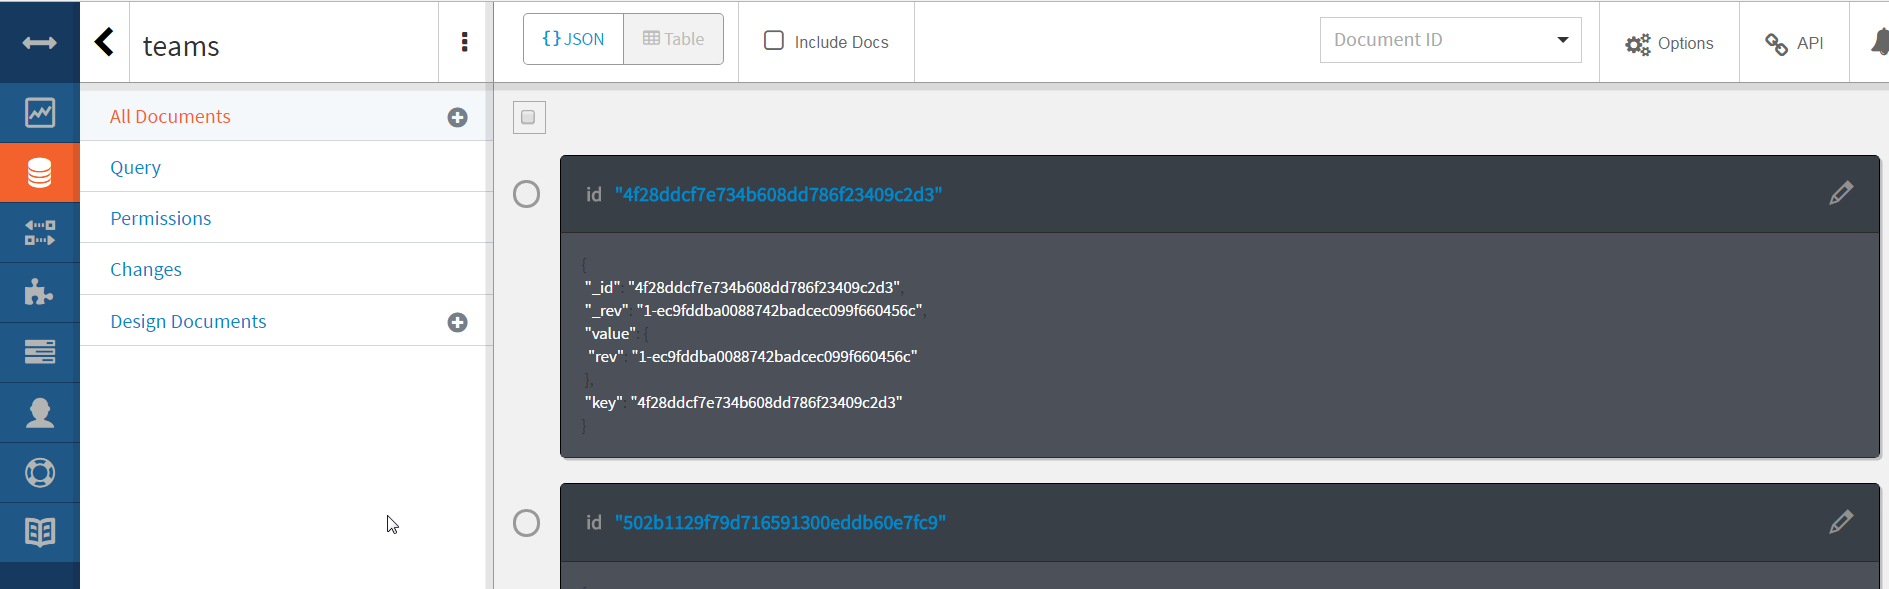 teams
{}JSON
Table
Include Docs
Document ID
Options
API
All Documents
Query
Permissions
Changes
Design Documents
id "4f28ddcf7e734b608dd786f23409c2d3"
{
"_id": "4f28ddcf7e734b608dd786f23409c2d3",
"_rev": "1-ec9fddba0088742badcec099f660456c",
"value": {
"rev": "1-ec9fddba0088742badcec099f660456c"
},
"key": "4f28ddcf7e734b608dd786f23409c2d3"
}
id "502b1129f79d716591300eddb60e7fc9"